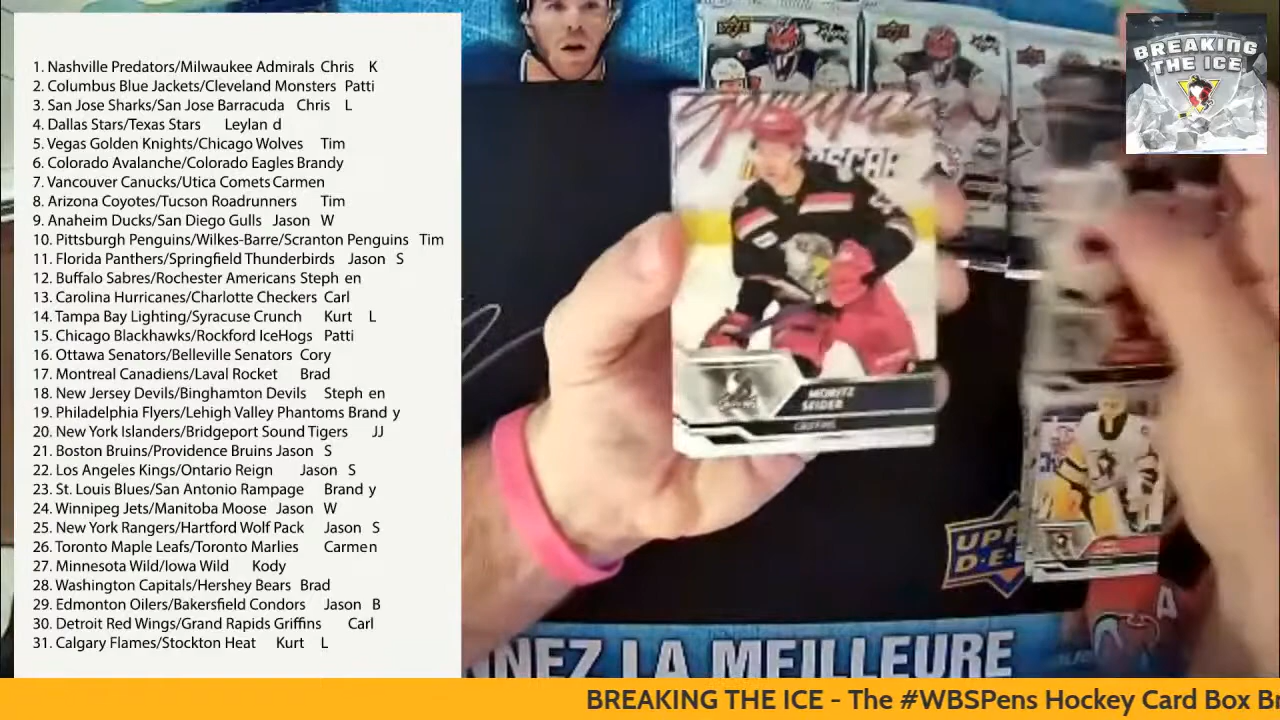 1. Nashville Predators/Milwaukee Admirals Chris K
2. Columbus Blue Jackets/Cleveland Monsters Patti
3. San Jose Sharks/San Jose Barracuda Chris L
4. Dallas Stars/Texas Stars Leylan d
5. Vegas Golden Knights/Chicago Wolves Tim
6. Colorado Avalanche/Colorado Eagles Brandy
7. Vancouver Canucks/Utica Comets Carmen
8. Arizona Coyotes/Tucson Roadrunners Tim
9. Anaheim Ducks/San Diego Gulls Jason W
10. Pittsburgh Penguins/Wilkes-Barre/Scranton Penguins Tim
11. Florida Panthers/Springfield Thunderbirds Jason S
12. Buffalo Sabres/Rochester Americans Steph en
13. Carolina Hurricanes/Charlotte Checkers Carl
14. Tampa Bay Lighting/Syracuse Crunch Kurt L
15. Chicago Blackhawks/Rockford IceHogs Patti
16. Ottawa Senators/Belleville Senators Cory
17. Montreal Canadiens/Laval Rocket Brad
18. New Jersey Devils/Binghamton Devils Steph en
19. Philadelphia Flyers/Lehigh Valley Phantoms Brand y
20. New York Islanders/Bridgeport Sound Tigers JJ
21. Boston Bruins/Providence Bruins Jason S
22. Los Angeles Kings/Ontario Reign Jason S
23. St. Louis Blues/San Antonio Rampage Brand y
24. Winnipeg Jets/Manitoba Moose Jason W
25. New York Rangers/Hartford Wolf Pack Jason S
26. Toronto Maple Leafs/Toronto Marlies Carmen
27. Minnesota Wild/Iowa Wild Kody
28. Washington Capitals/Hershey Bears Brad
29. Edmonton Oilers/Bakersfield Condors Jason B
30. Detroit Red Wings/Grand Rapids Griffins Carl
31. Calgary Flames/Stockton Heat Kurt L
BREAKING
THE ICE
MORITZ
SEIDER
GRIFFINS
UPP
D·E
NNEZ LA MEILLEURE
A
BREAKING THE ICE - The #WBSPens Hockey Card Box Br